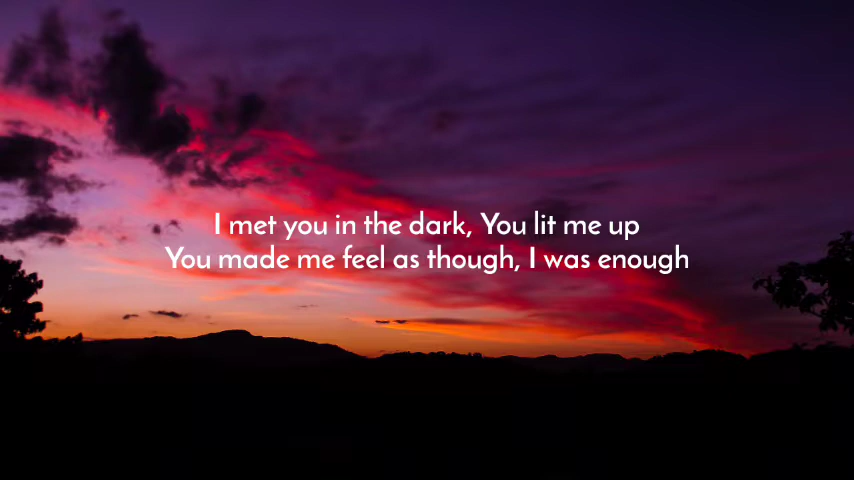 I met you in the dark, You lit me up
You made me feel as though, I was enough